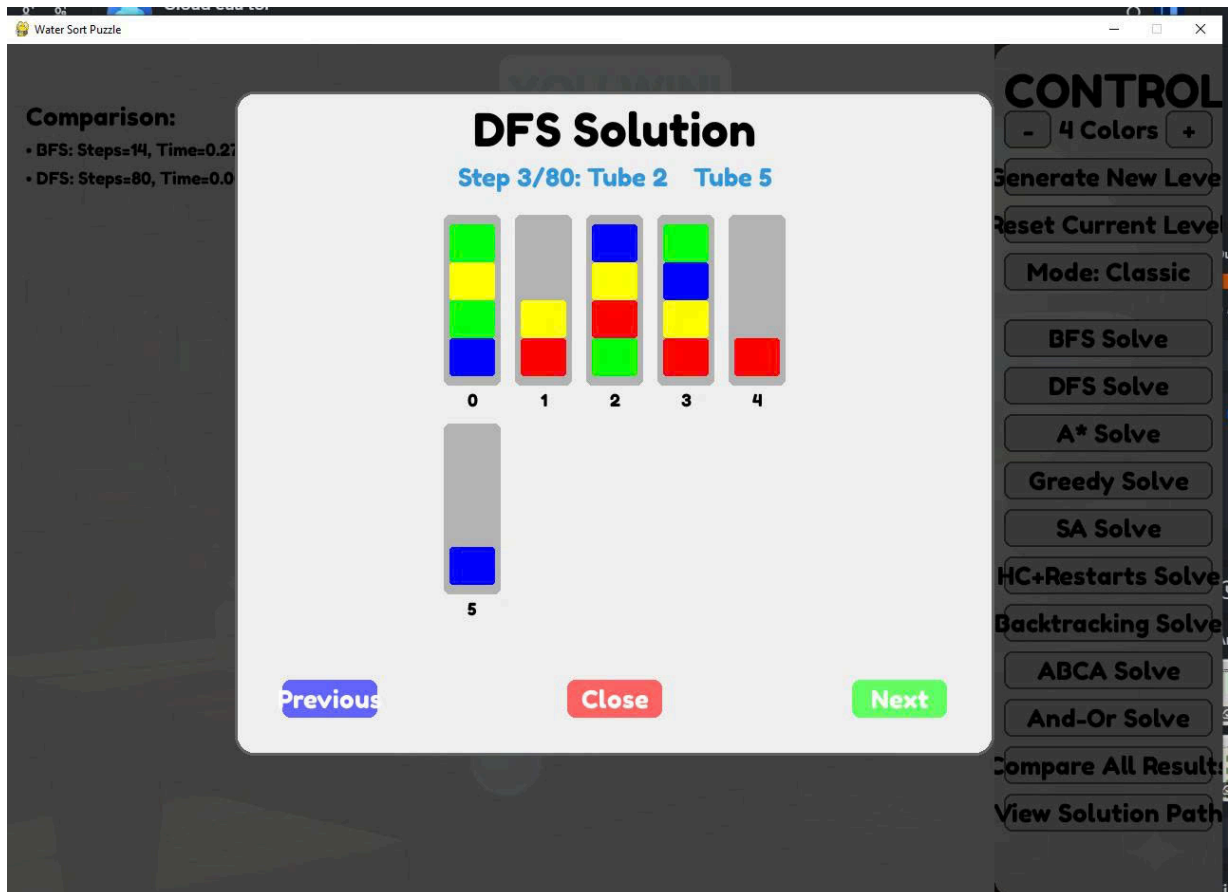 Water Sort Puzzle
YOU WIN!
Comparison:
• BFS: Steps=14, Time=0.27
• DFS: Steps=80, Time=0.0
DFS Solution
Step 3/80: Tube 2 Tube 5
0 1 2 3 4
5
Previous
Close
Next
CONTROL
- 4 Colors +
Generate New Leve
Reset Current Level
Mode: Classic
BFS Solve
DFS Solve
A* Solve
Greedy Solve
SA Solve
HC+Restarts Solve
Backtracking Solve
ABCA Solve
And-Or Solve
Compare All Results
View Solution Path